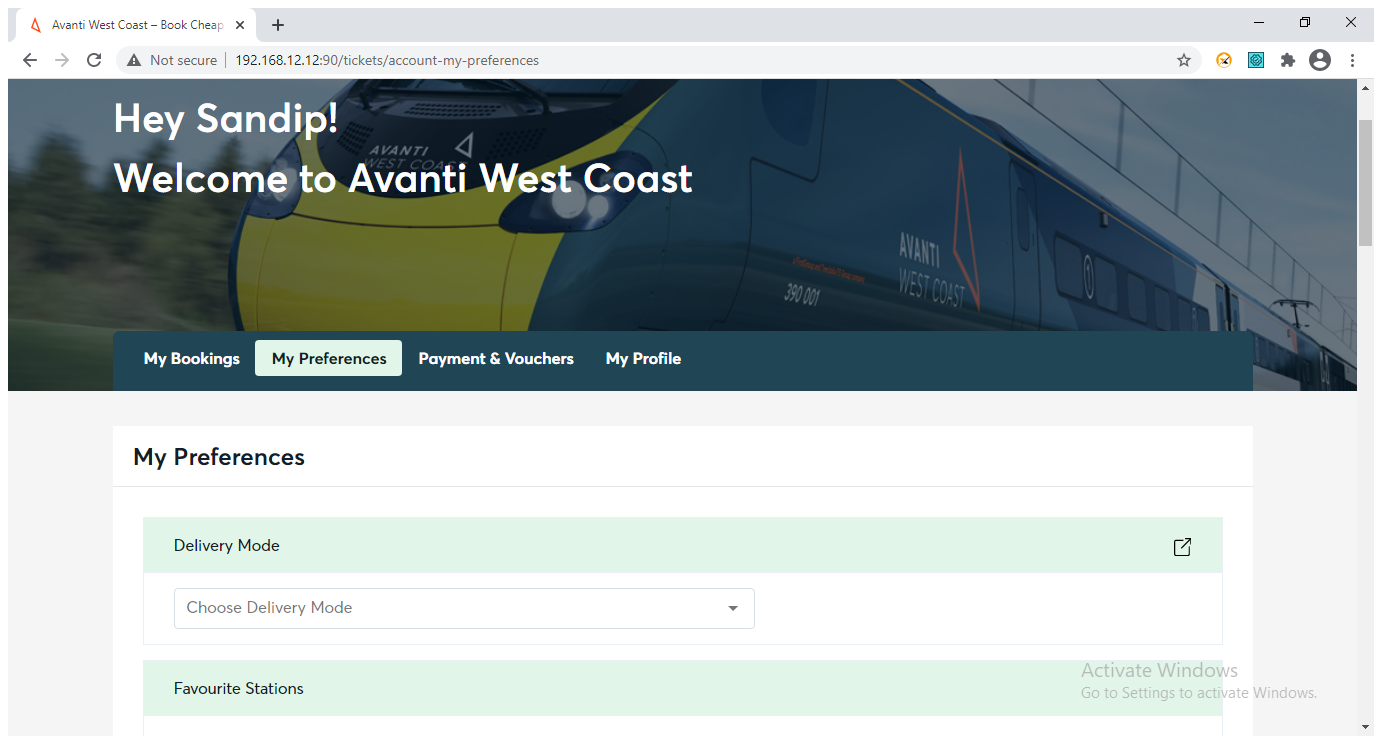 Avanti West Coast – Book Cheap
Not secure
192.168.12.12:90/tickets/account-my-preferences
Hey Sandip!
AVANTI
WEST COAST
Welcome to Avanti West Coast
AVANTI
WEST COAST
390 001
1
My Bookings
My Preferences
Payment & Vouchers
My Profile
My Preferences
Delivery Mode
Choose Delivery Mode
Favourite Stations
Activate Windows
Go to Settings to activate Windows.